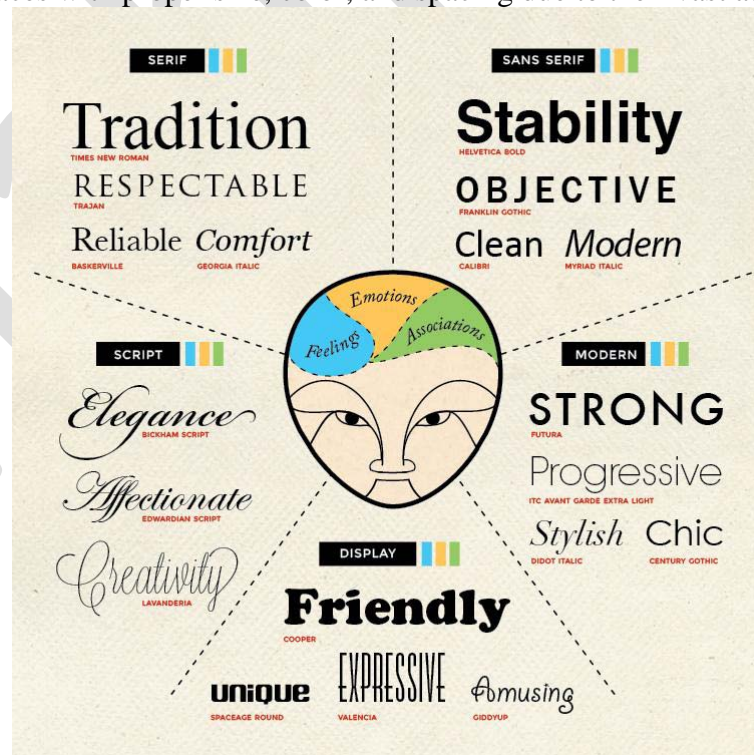 SERIF
Tradition
TIMES NEW ROMAN
RESPECTABLE
TRAJAN
Reliable Comfort
BASKERVILLE GEORGIA ITALIC
SANS SERIF
Stability
HELVETICA BOLD
OBJECTIVE
FRANKLIN GOTHIC
Clean Modern
CALIBRI MYRIAD ITALIC
Emotions
Feelings
Associations
SCRIPT
Elegance
BICKHAM SCRIPT
Affectionate
EDWARDIAN SCRIPT
Creativity
LAVANDERIA
MODERN
STRONG
FUTURA
Progressive
ITC AVANT GARDE EXTRA LIGHT
Stylish Chic
DIDOT ITALIC CENTURY GOTHIC
DISPLAY
Friendly
COOPER
unique EXPRESSIVE Amusing
SPACEAGE ROUND VALENCIA GIDDYUP